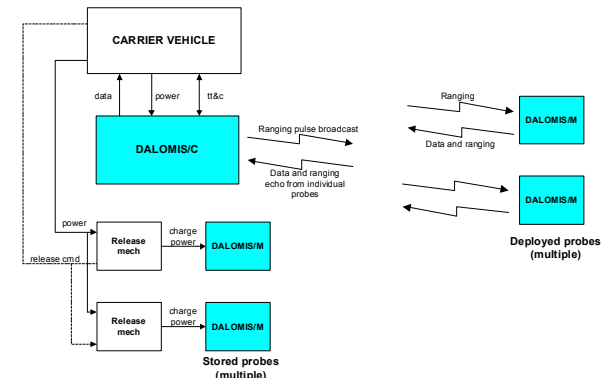 CARRIER VEHICLE
data
power
tt&c
DALOMIS/C
Ranging pulse broadcast
Data and ranging
echo from individual
probes
Ranging
DALOMIS/M
Data and ranging
DALOMIS/M
Deployed probes
(multiple)
power
release cmd
Release
mech
charge
power
DALOMIS/M
Release
mech
charge
power
DALOMIS/M
Stored probes
(multiple)